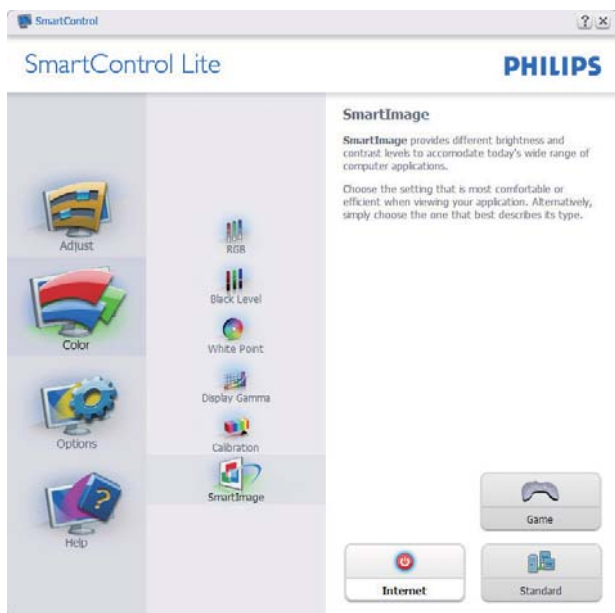 SmartControl
SmartControl Lite
PHILIPS
Adjust
Color
Options
Help
RGB
Black Level
White Point
Display Gamma
Calibration
SmartImage
SmartImage
SmartImage provides different brightness and
contrast levels to accomodate today's wide range of
computer applications.
Choose the setting that is most comfortable or
efficient when viewing your application. Alternatively,
simply choose the one that best describes its type.
Game
Internet
Standard